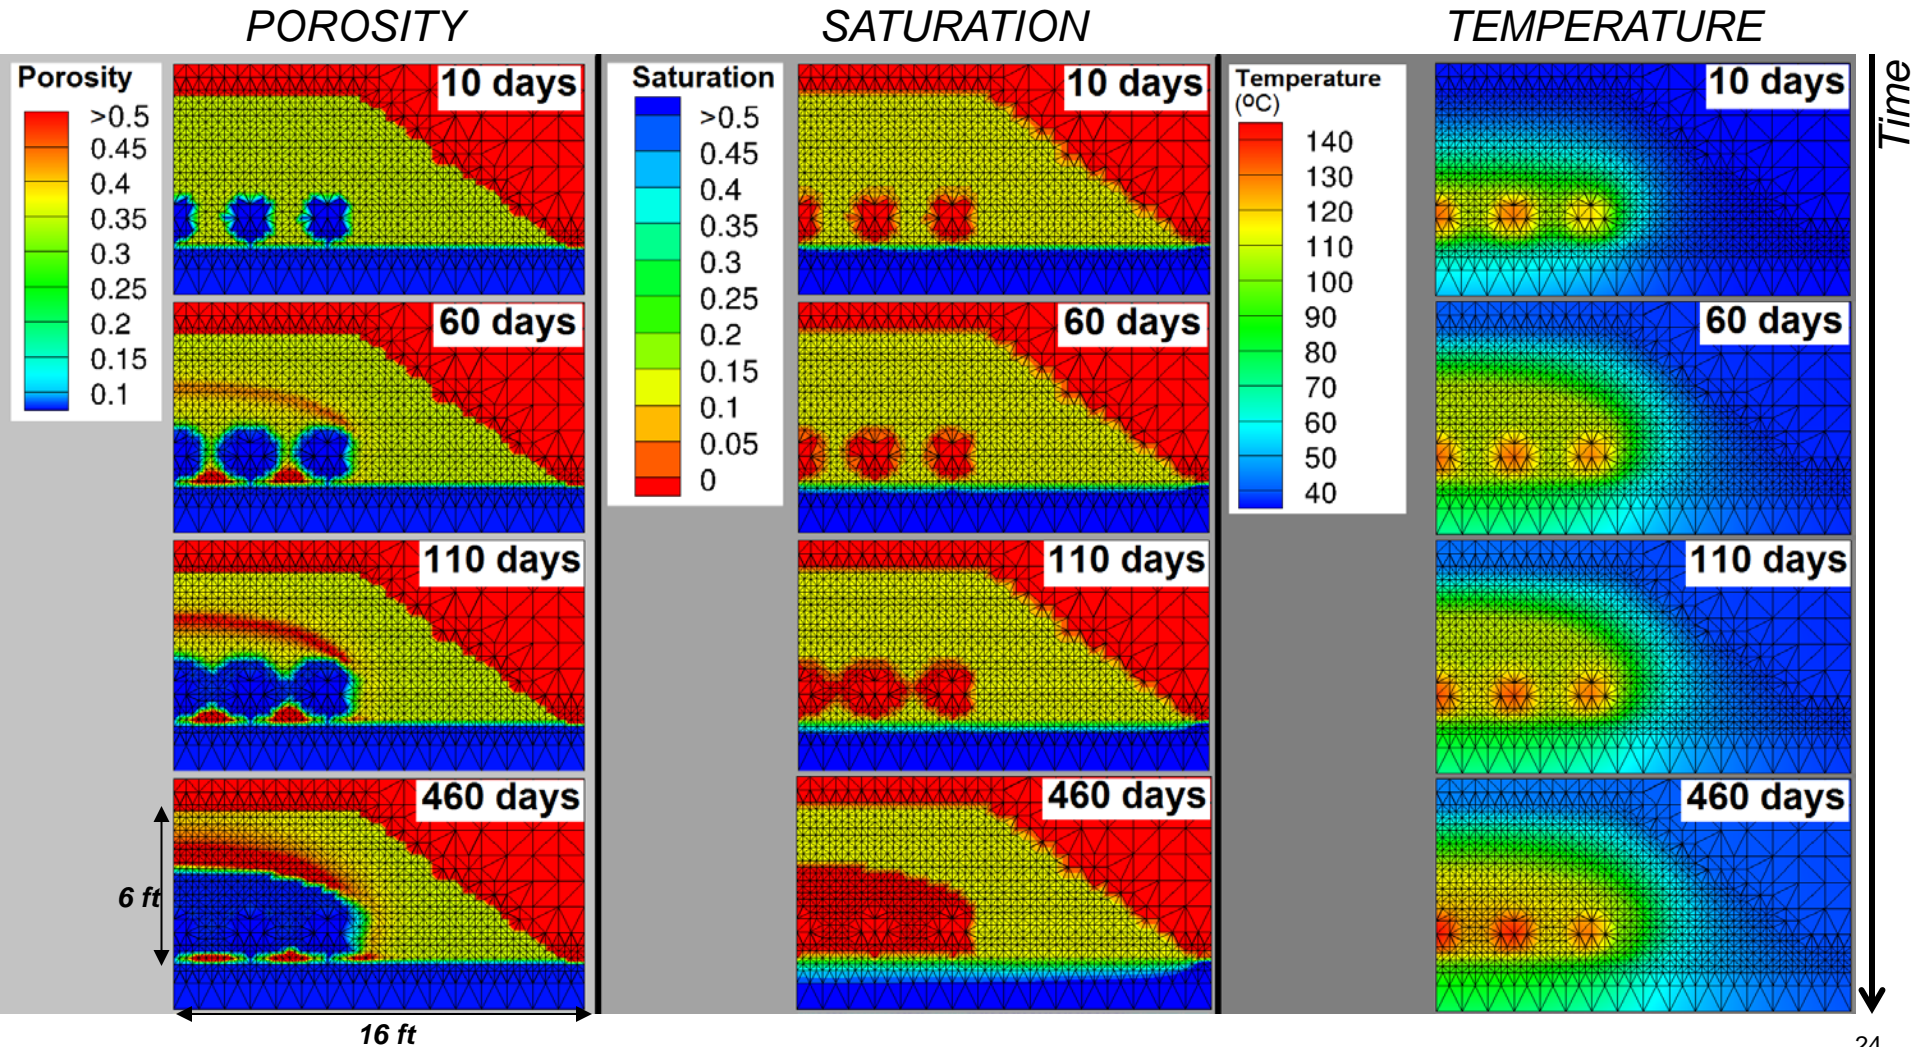 POROSITY
SATURATION
TEMPERATURE
Time
Porosity
>0.5
0.45
0.4
0.35
0.3
0.25
0.2
0.15
0.1
10 days
60 days
110 days
460 days
6 ft
16 ft
Saturation
>0.5
0.45
0.4
0.35
0.3
0.25
0.2
0.15
0.1
0.05
0
10 days
60 days
110 days
460 days
Temperature
(ºC)
140
130
120
110
100
90
80
70
60
50
40
10 days
60 days
110 days
460 days
24